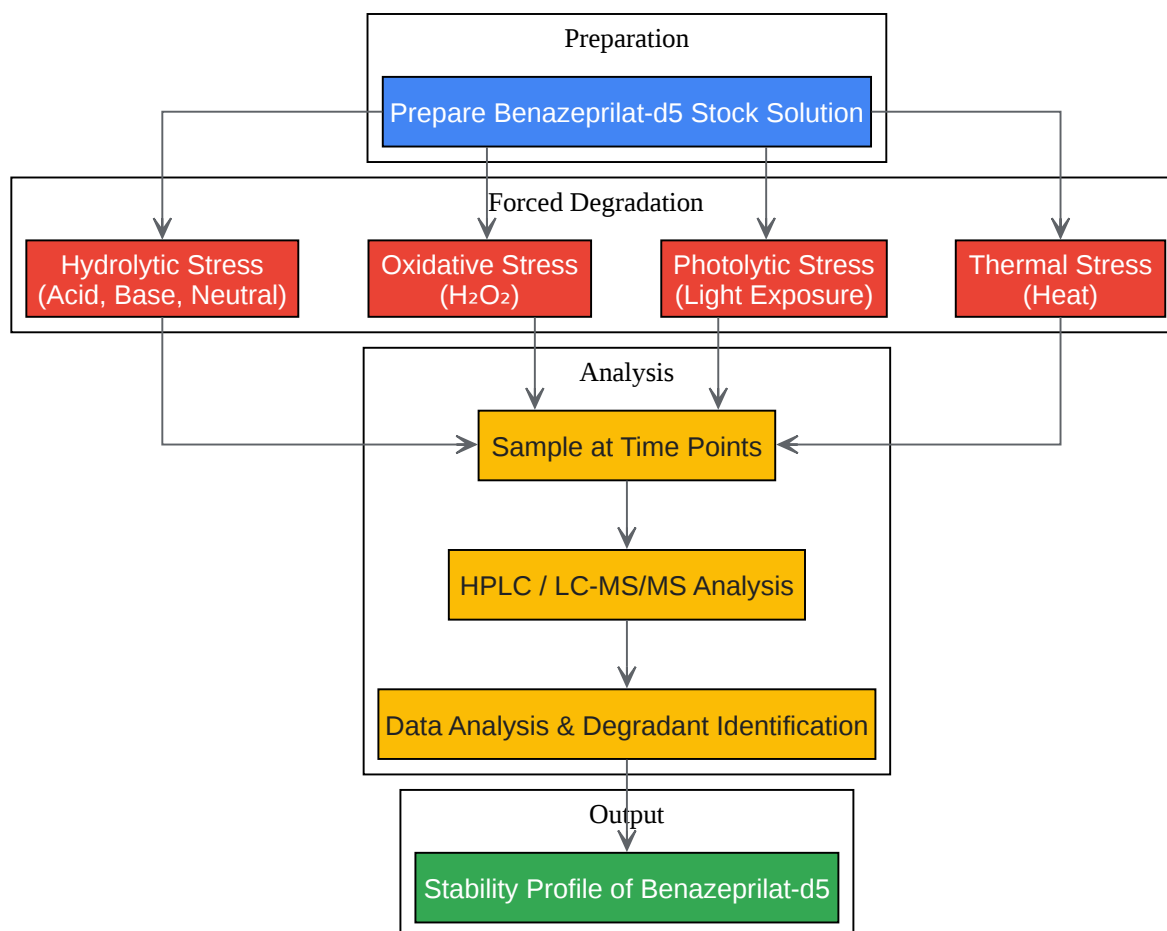 Preparation
Prepare Benazeprilat-d5 Stock Solution
Forced Degradation
Hydrolytic Stress
(Acid, Base, Neutral)
Oxidative Stress
(H₂O₂)
Photolytic Stress
(Light Exposure)
Thermal Stress
(Heat)
Analysis
Sample at Time Points
HPLC / LC-MS/MS Analysis
Data Analysis & Degradant Identification
Output
Stability Profile of Benazeprilat-d5